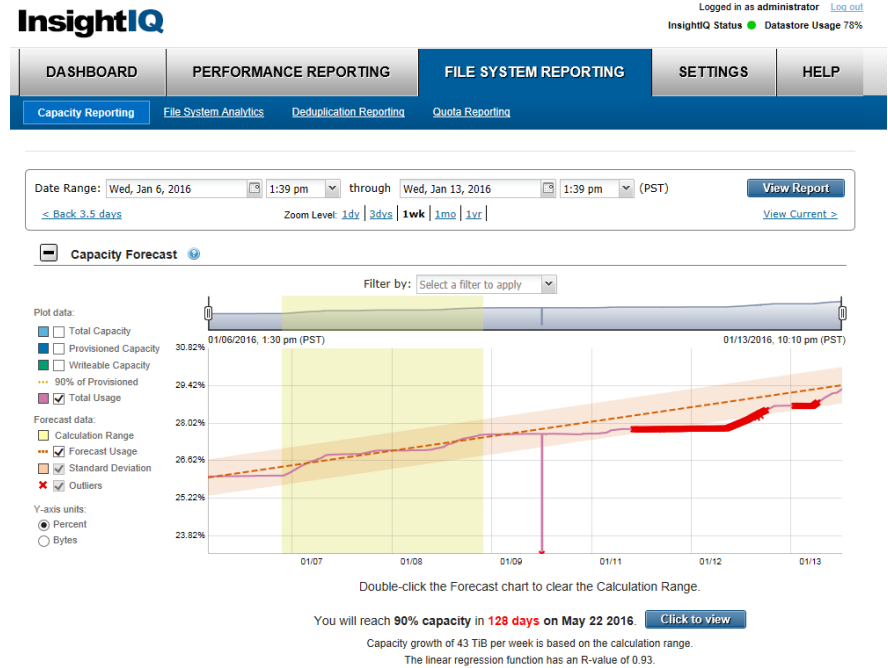 Logged in as administrator Log out
InsightIQ
InsightIQ Status Datastore Usage 78%
DASHBOARD PERFORMANCE REPORTING FILE SYSTEM REPORTING SETTINGS HELP
Capacity Reporting File System Analytics Deduplication Reporting Quota Reporting
Date Range: Wed, Jan 6, 2016 1:39 pm through Wed, Jan 13, 2016 1:39 pm (PST) View Report
< Back 3.5 days Zoom Level: 1dy 3dys 1wk 1mo 1yr View Current >
Capacity Forecast
Filter by: Select a filter to apply
Plot data:
Total Capacity
Provisioned Capacity
Writeable Capacity
90% of Provisioned
Total Usage
Forecast data:
Calculation Range
Forecast Usage
Standard Deviation
Outliers
Y-axis units:
Percent
Bytes
01/06/2016, 1:30 pm (PST) 01/13/2016, 10:10 pm (PST)
30.82%
29.42%
28.02%
26.62%
25.22%
23.82%
01/07 01/08 01/09 01/11 01/12 01/13
Double-click the Forecast chart to clear the Calculation Range.
You will reach 90% capacity in 128 days on May 22 2016. Click to view
Capacity growth of 43 TiB per week is based on the calculation range.
The linear regression function has an R-value of 0.93.